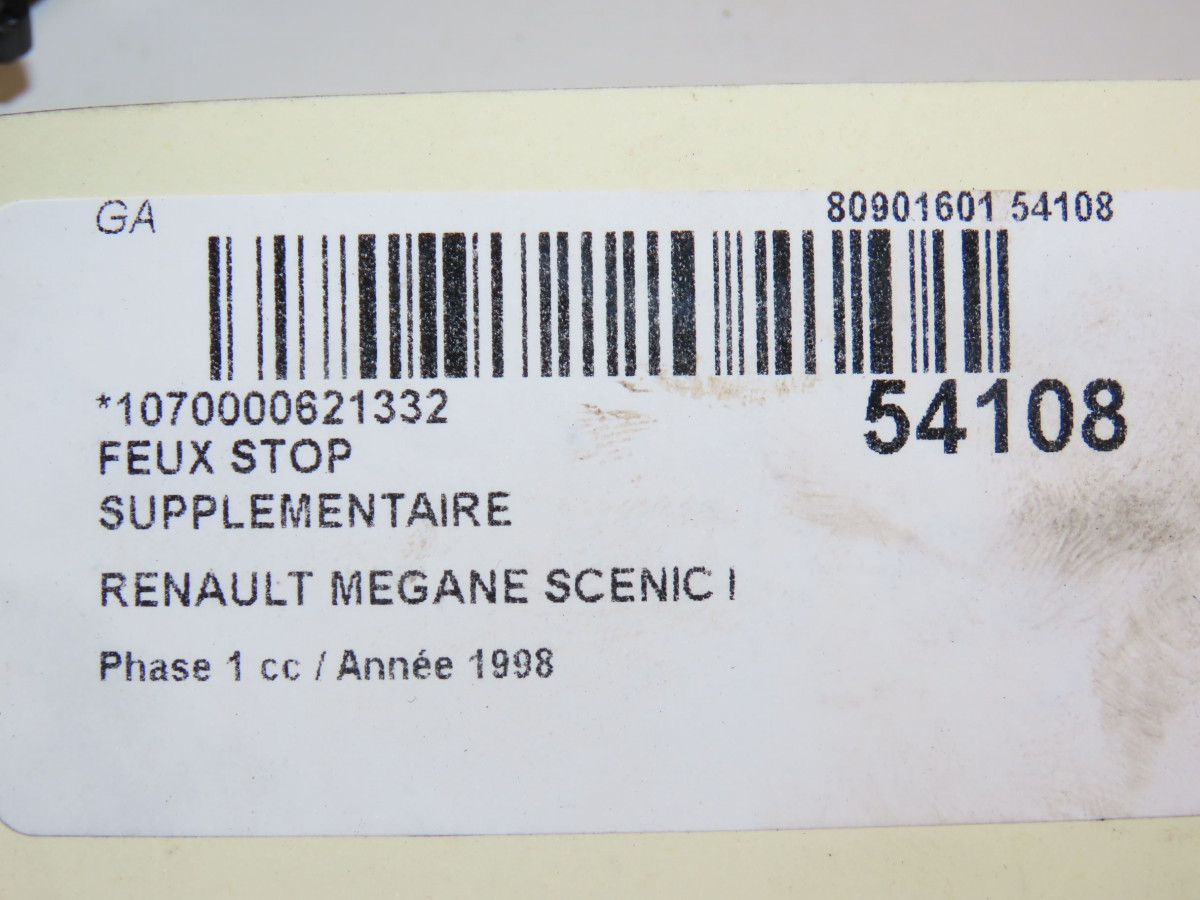 GA
80901601 54108
*1070000621332
54108
FEUX STOP
SUPPLEMENTAIRE
RENAULT MEGANE SCENIC I
Phase 1 cc / Année 1998